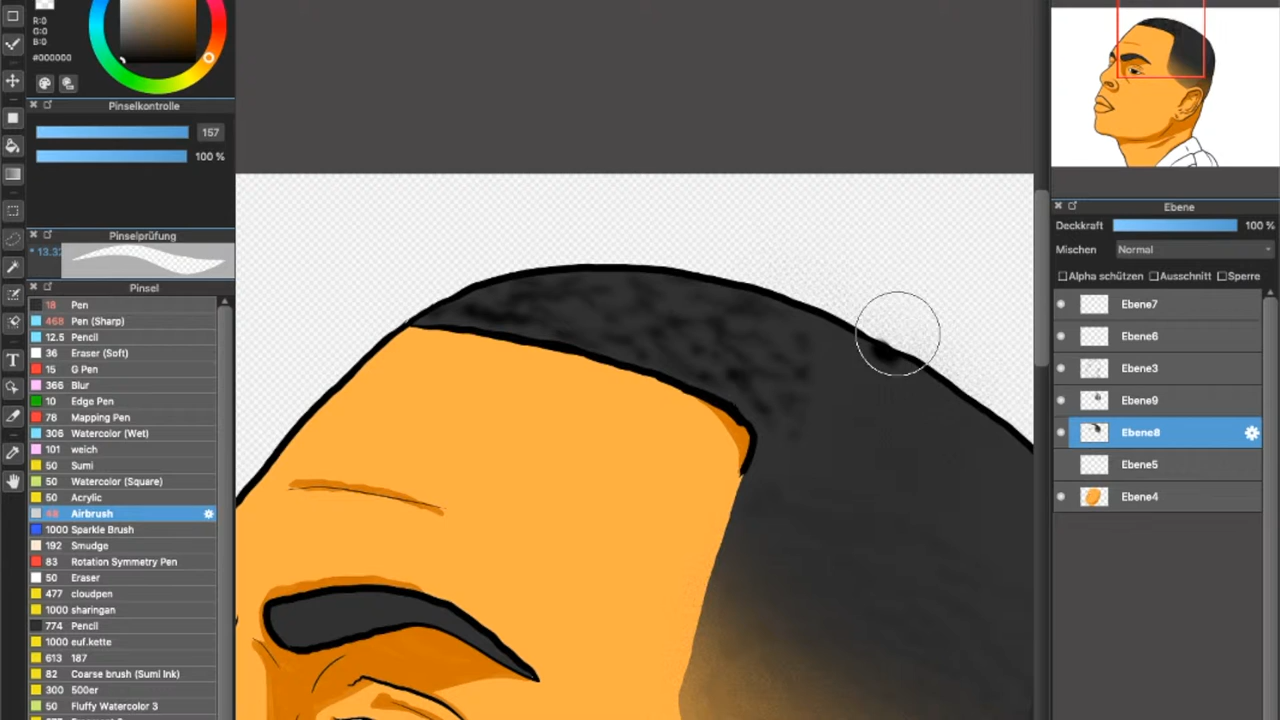 R:0
G:0
B:0
#000000
Pinselkontrolle
157
100 %
Pinselprüfung
* 13.32
Pinsel
18 Pen
468 Pen (Sharp)
12.5 Pencil
36 Eraser (Soft)
15 G Pen
366 Blur
10 Edge Pen
78 Mapping Pen
306 Watercolor (Wet)
101 weich
50 Sumi
50 Watercolor (Square)
50 Acrylic
48 Airbrush
1000 Sparkle Brush
192 Smudge
83 Rotation Symmetry Pen
50 Eraser
477 cloudpen
1000 sharingan
774 Pencil
1000 euf.kette
613 187
82 Coarse brush (Sumi Ink)
300 500er
50 Fluffy Watercolor 3
T
Ebene
Deckkraft 100 %
Mischen Normal
Alpha schützen Ausschnitt Sperre
Ebene7
Ebene6
Ebene3
Ebene9
Ebene8
Ebene5
Ebene4